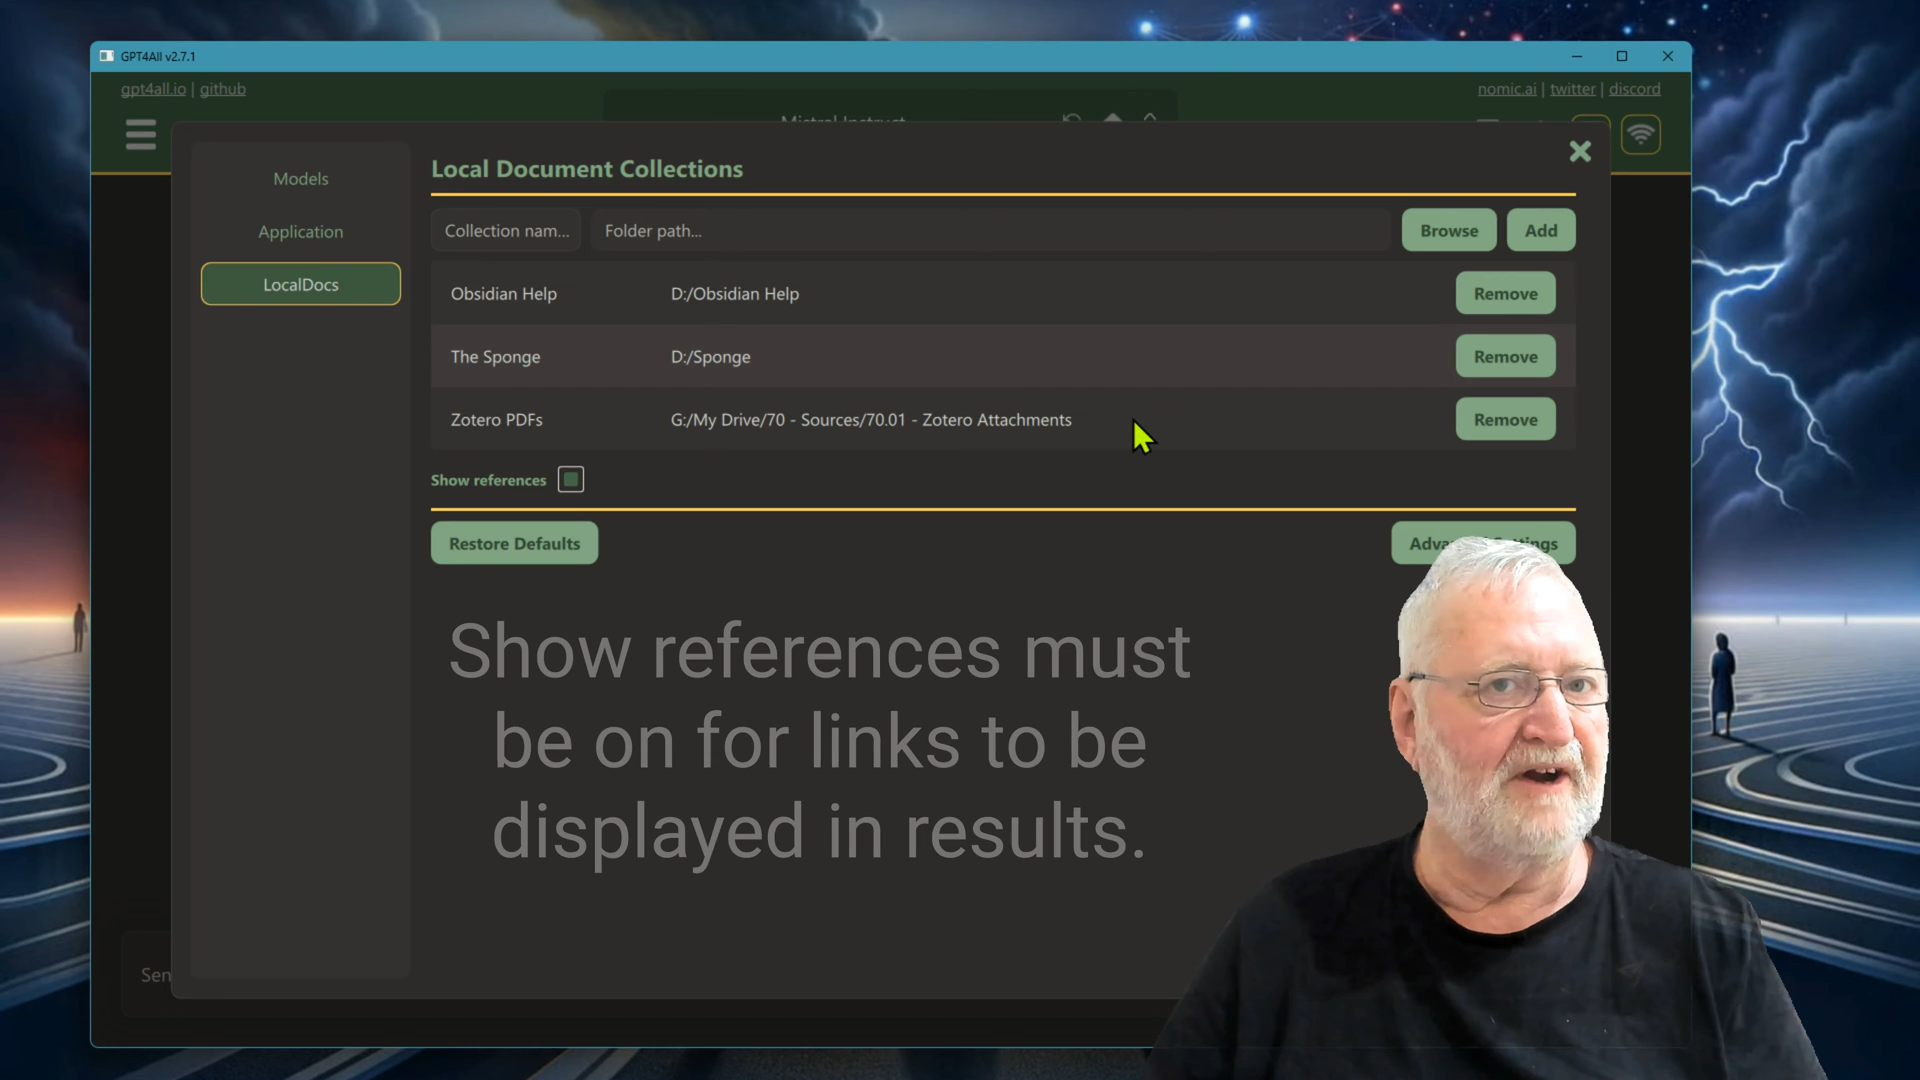 GPT4All v2.7.1
gpt4all.io | github
nomic.ai | twitter | discord
Mistral Instruct
Models
Application
LocalDocs
Local Document Collections
Collection nam...
Folder path...
Browse
Add
Obsidian Help
D:/Obsidian Help
Remove
The Sponge
D:/Sponge
Remove
Zotero PDFs
G:/My Drive/70 - Sources/70.01 - Zotero Attachments
Remove
Show references
Restore Defaults
Show references must
be on for links to be
displayed in results.
Sen